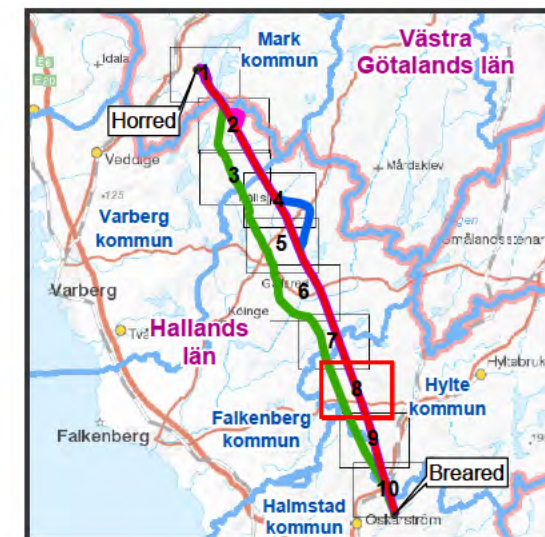 Idala
Mark
kommun
Västra
Götalands län
E6
E20
1
Horred
2
Veddige
Mårdaklev
125
3
Varberg
kommun
4
5
Smålandsstenar
6
Varberg
Köinge
Hallands
län
7
8
Hyltebruk
Hylte
kommun
Falkenberg
kommun
Falkenberg
9
10
Breared
Halmstad
kommun
Oskarström